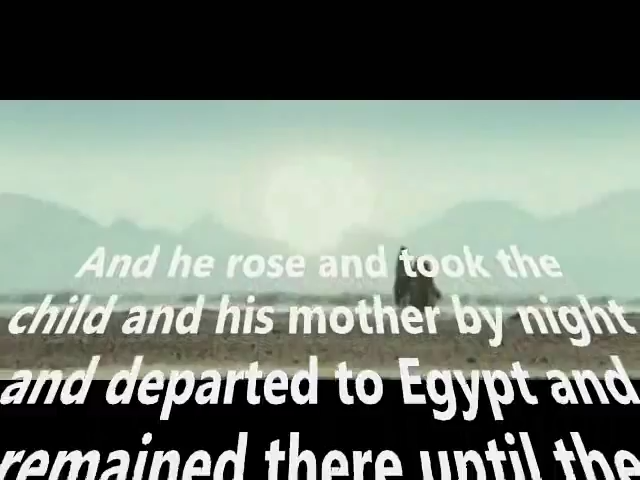 And he rose and took the
child and his mother by night
and departed to Egypt and
remained there until the